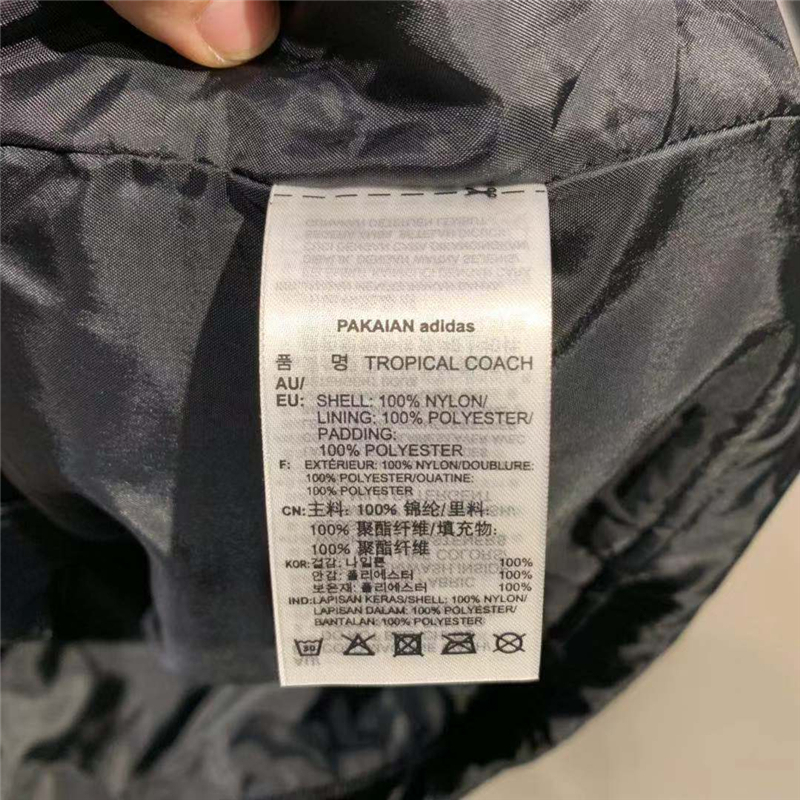 PAKAIAN adidas
品 名 TROPICAL COACH
AU/
EU: SHELL: 100% NYLON/
LINING: 100% POLYESTER/
PADDING:
100% POLYESTER
F: EXTÉRIEUR: 100% NYLON/DOUBLURE:
100% POLYESTER/OUATINE:
100% POLYESTER
CN: 主料: 100% 锦纶/里料:
100% 聚酯纤维/填充物:
100% 聚酯纤维
KOR: 겉감: 나일론 100%
안감: 폴리에스터 100%
보온재: 폴리에스터 100%
IND: LAPISAN KERAS/SHELL: 100% NYLON/
LAPISAN DALAM: 100% POLYESTER/
BANTALAN: 100% POLYESTER
30